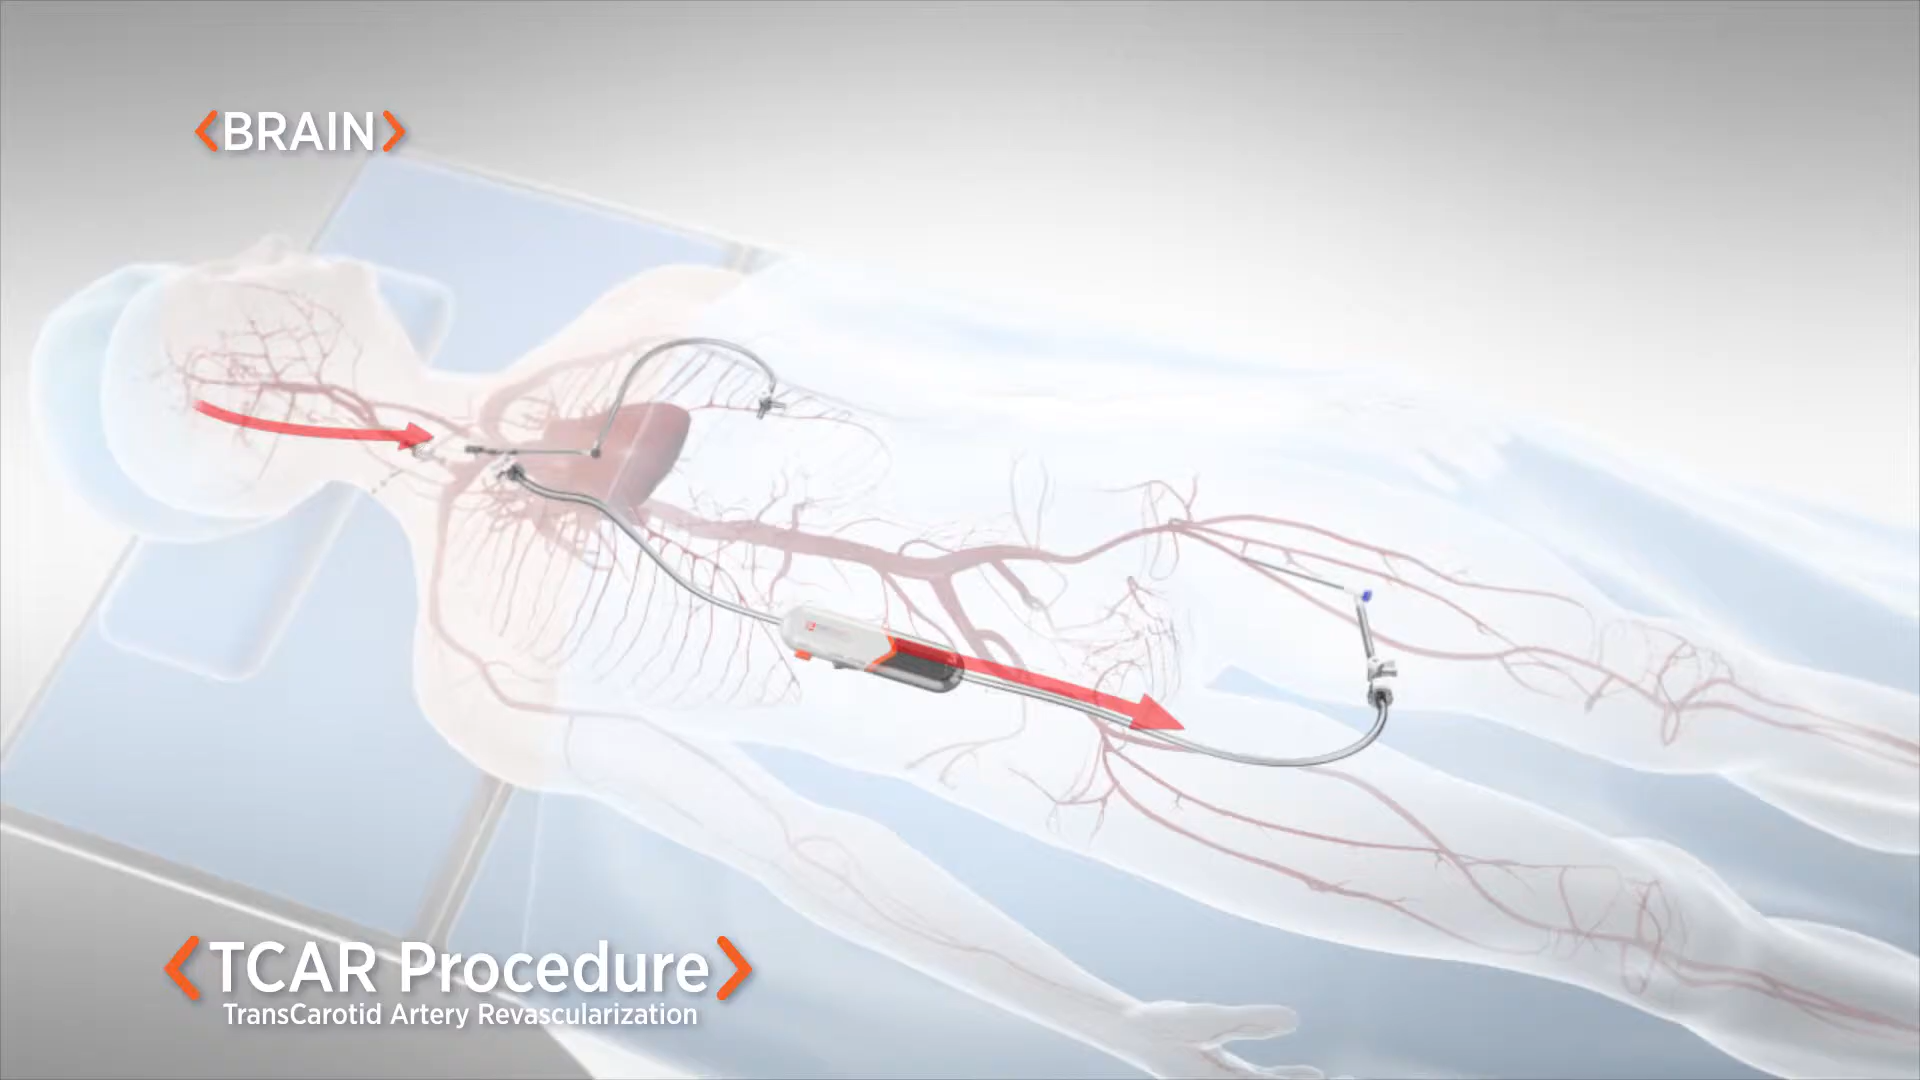 BRAIN
TCAR Procedure
TransCarotid Artery Revascularization